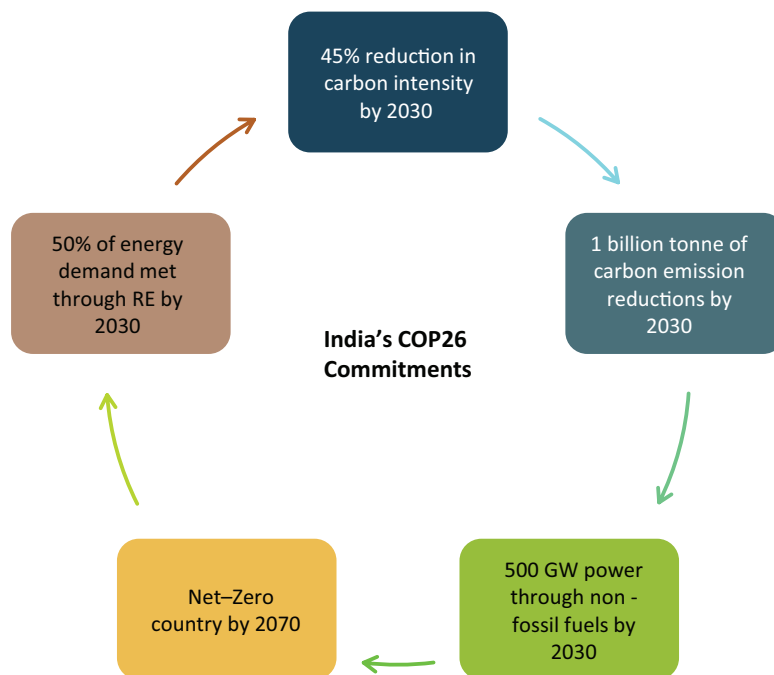 45% reduction in
carbon intensity
by 2030
1 billion tonne of
carbon emission
reductions by
2030
500 GW power
through non -
fossil fuels by
2030
Net–Zero
country by 2070
50% of energy
demand met
through RE by
2030
India’s COP26
Commitments